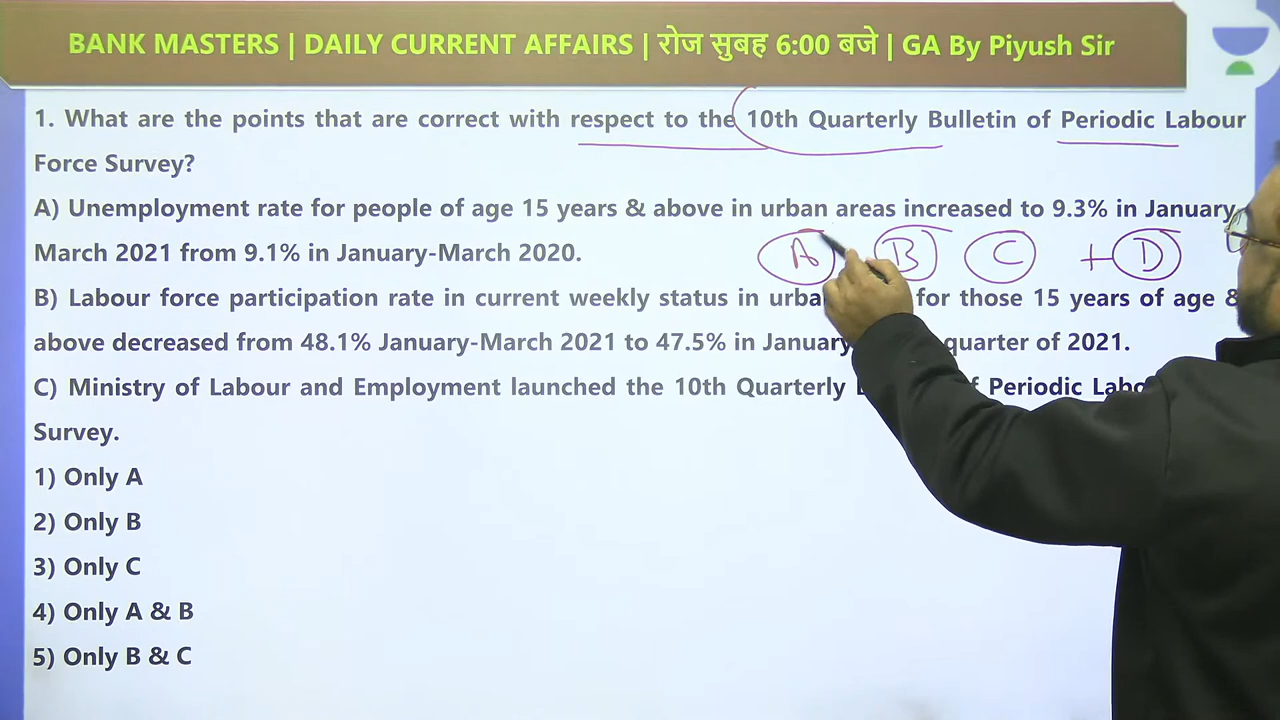 BANK MASTERS | DAILY CURRENT AFFAIRS | रोज सुबह 6:00 बजे | GA By Piyush Sir
1. What are the points that are correct with respect to the 10th Quarterly Bulletin of Periodic Labour
Force Survey?
A) Unemployment rate for people of age 15 years & above in urban areas increased to 9.3% in January
March 2021 from 9.1% in January-March 2020.
A B C + D
B) Labour force participation rate in current weekly status in for those 15 years of age &
above decreased from 48.1% January-March 2021 to 47.5% in January quarter of 2021.
C) Ministry of Labour and Employment launched the 10th Quarterly Periodic
Survey.
1) Only A
2) Only B
3) Only C
4) Only A & B
5) Only B & C